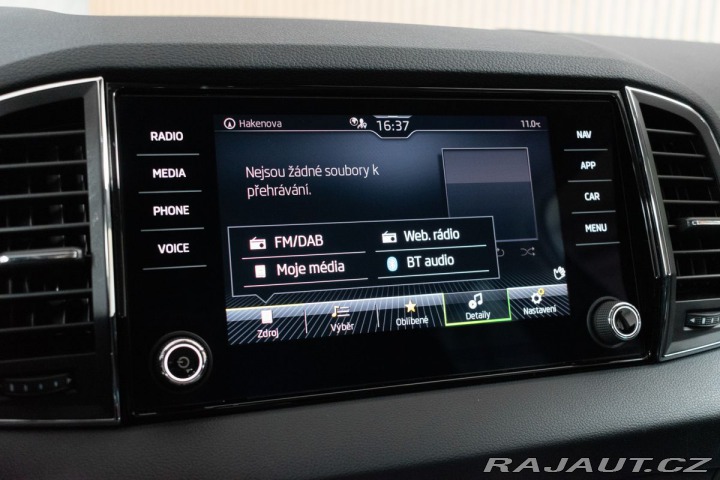 Hakenova
16:37
11.0°C
RADIO
MEDIA
PHONE
VOICE
Nejsou žádné soubory k
přehrávání.
FM/DAB
Web. rádio
Moje média
BT audio
Zdroj
Výběr
Oblíbené
Detaily
Nastavení
NAV
APP
CAR
MENU
RAJAUT.CZ